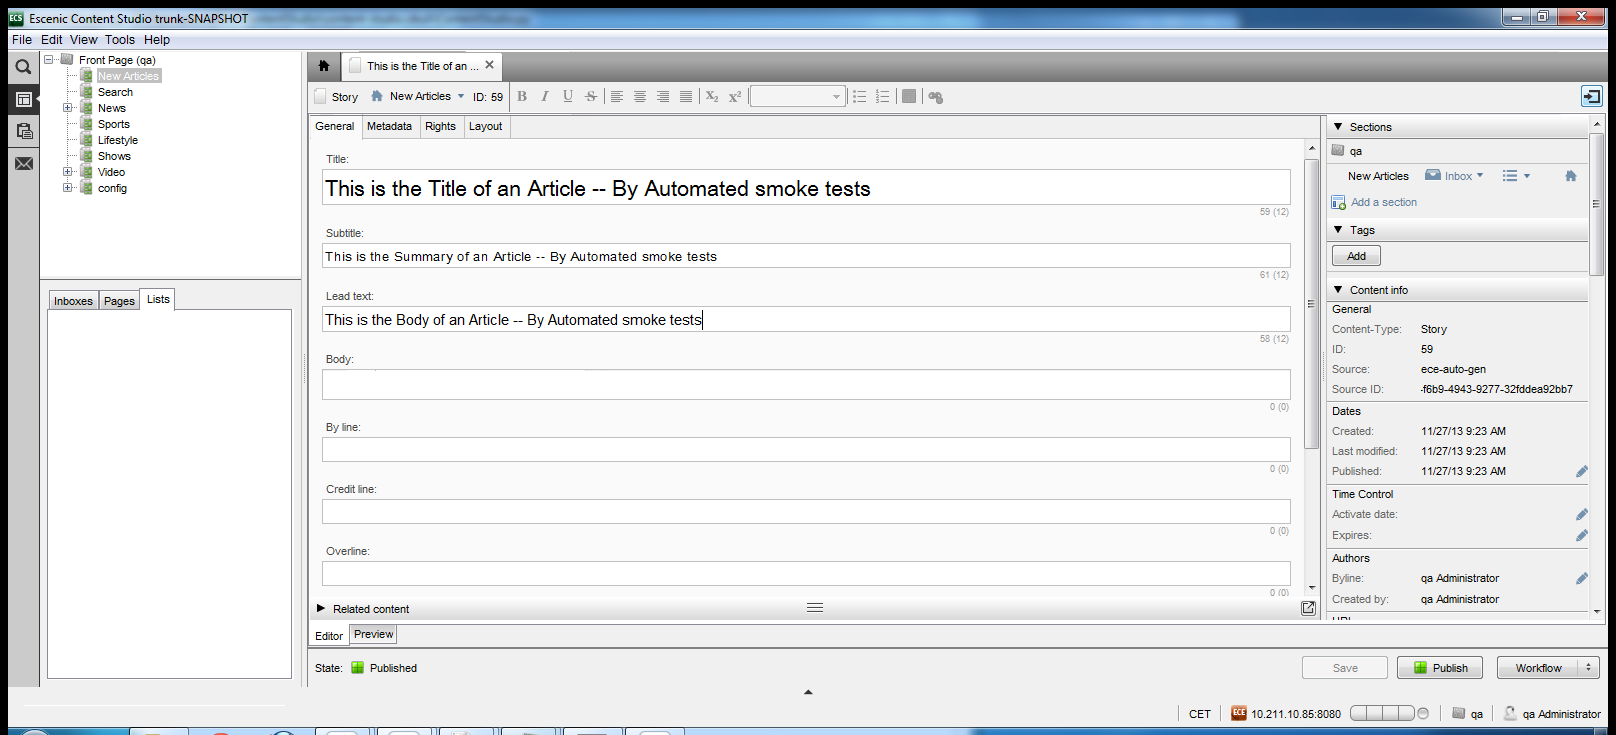 ECS Escenic Content Studio trunk-SNAPSHOT
File Edit View Tools Help
Front Page (qa)
New Articles
Search
News
Sports
Lifestyle
Shows
Video
config
Inboxes Pages Lists
This is the Title of an ...
Story New Articles ID: 59 B I U S X2 x2
General Metadata Rights Layout
Title:
This is the Title of an Article -- By Automated smoke tests
59 (12)
Subtitle:
This is the Summary of an Article -- By Automated smoke tests
61 (12)
Lead text:
This is the Body of an Article -- By Automated smoke tests
58 (12)
Body:
0 (0)
By line:
0 (0)
Credit line:
0 (0)
Overline:
0 (0)
Related content
Editor Preview
State: Published
Sections
qa
New Articles Inbox
Add a section
Tags
Add
Content info
General
Content-Type: Story
ID: 59
Source: ece-auto-gen
Source ID: -f6b9-4943-9277-32fddea92bb7
Dates
Created: 11/27/13 9:23 AM
Last modified: 11/27/13 9:23 AM
Published: 11/27/13 9:23 AM
Time Control
Activate date:
Expires:
Authors
Byline: qa Administrator
Created by: qa Administrator
Save Publish Workflow
CET ECE 10.211.10.85:8080 qa qa Administrator